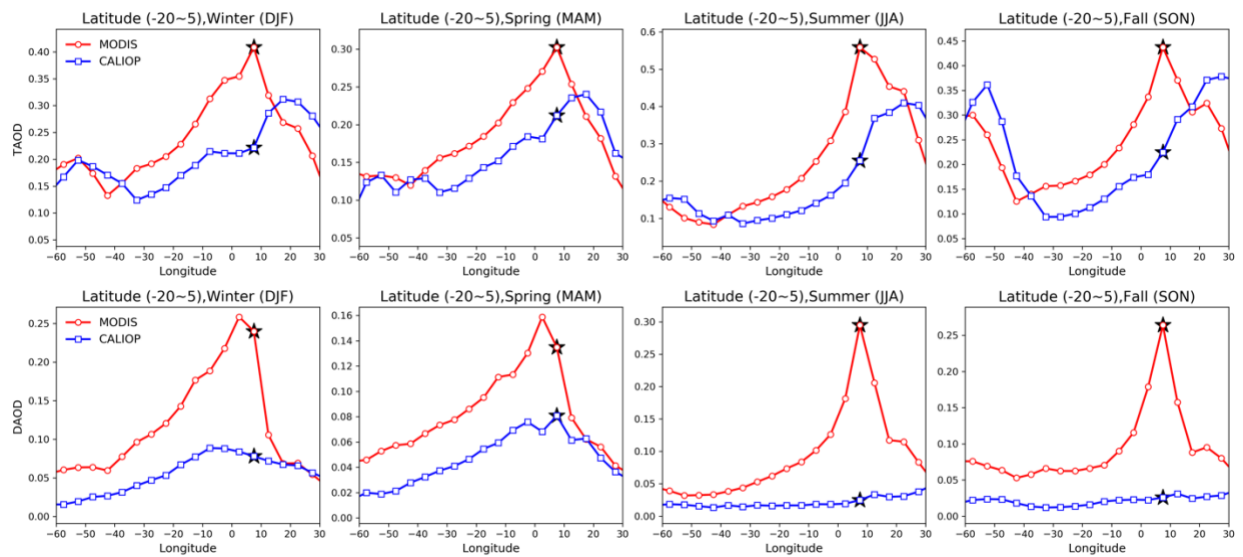 Latitude (-20~5),Winter (DJF)
MODIS
CALIOP
TAOD
0.40
0.35
0.30
0.25
0.20
0.15
0.10
0.05
−60 −50 −40 −30 −20 −10 0 10 20 30
Longitude
Latitude (-20~5),Spring (MAM)
0.30
0.25
0.20
0.15
0.10
0.05
−60 −50 −40 −30 −20 −10 0 10 20 30
Longitude
Latitude (-20~5),Summer (JJA)
0.6
0.5
0.4
0.3
0.2
0.1
−60 −50 −40 −30 −20 −10 0 10 20 30
Longitude
Latitude (-20~5),Fall (SON)
0.45
0.40
0.35
0.30
0.25
0.20
0.15
0.10
0.05
−60 −50 −40 −30 −20 −10 0 10 20 30
Longitude
Latitude (-20~5),Winter (DJF)
MODIS
CALIOP
DAOD
0.25
0.20
0.15
0.10
0.05
0.00
−60 −50 −40 −30 −20 −10 0 10 20 30
Longitude
Latitude (-20~5),Spring (MAM)
0.16
0.14
0.12
0.10
0.08
0.06
0.04
0.02
0.00
−60 −50 −40 −30 −20 −10 0 10 20 30
Longitude
Latitude (-20~5),Summer (JJA)
0.30
0.25
0.20
0.15
0.10
0.05
0.00
−60 −50 −40 −30 −20 −10 0 10 20 30
Longitude
Latitude (-20~5),Fall (SON)
0.25
0.20
0.15
0.10
0.05
0.00
−60 −50 −40 −30 −20 −10 0 10 20 30
Longitude